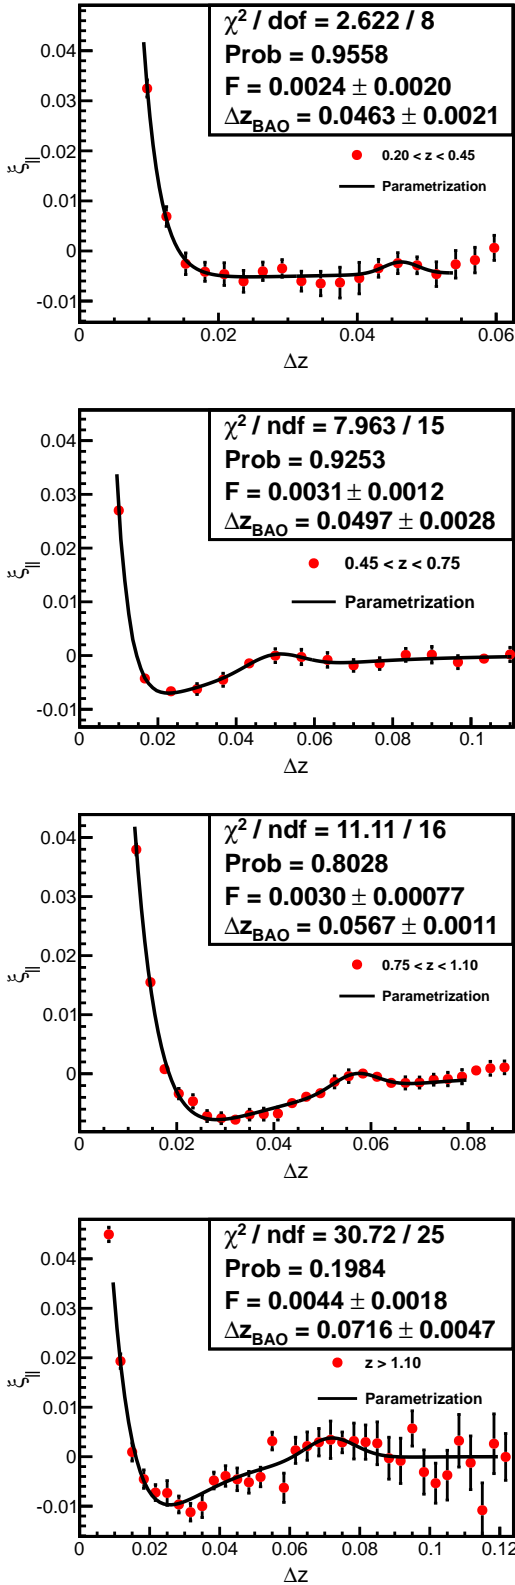 χ² / dof = 2.622 / 8
Prob = 0.9558
F = 0.0024 ± 0.0020
Δz_BAO = 0.0463 ± 0.0021
0.20 < z < 0.45
Parametrization
0.04
0.03
0.02
0.01
0
-0.01
ξ_||
0 0.02 0.04 0.06
Δz
χ² / ndf = 7.963 / 15
Prob = 0.9253
F = 0.0031 ± 0.0012
Δz_BAO = 0.0497 ± 0.0028
0.45 < z < 0.75
Parametrization
0.04
0.03
0.02
0.01
0
-0.01
ξ_||
0 0.02 0.04 0.06 0.08 0.1
Δz
χ² / ndf = 11.11 / 16
Prob = 0.8028
F = 0.0030 ± 0.00077
Δz_BAO = 0.0567 ± 0.0011
0.75 < z < 1.10
Parametrization
0.04
0.03
0.02
0.01
0
ξ_||
0 0.02 0.04 0.06 0.08
Δz
χ² / ndf = 30.72 / 25
Prob = 0.1984
F = 0.0044 ± 0.0018
Δz_BAO = 0.0716 ± 0.0047
z > 1.10
Parametrization
0.04
0.03
0.02
0.01
0
-0.01
ξ_||
0 0.02 0.04 0.06 0.08 0.1 0.12
Δz